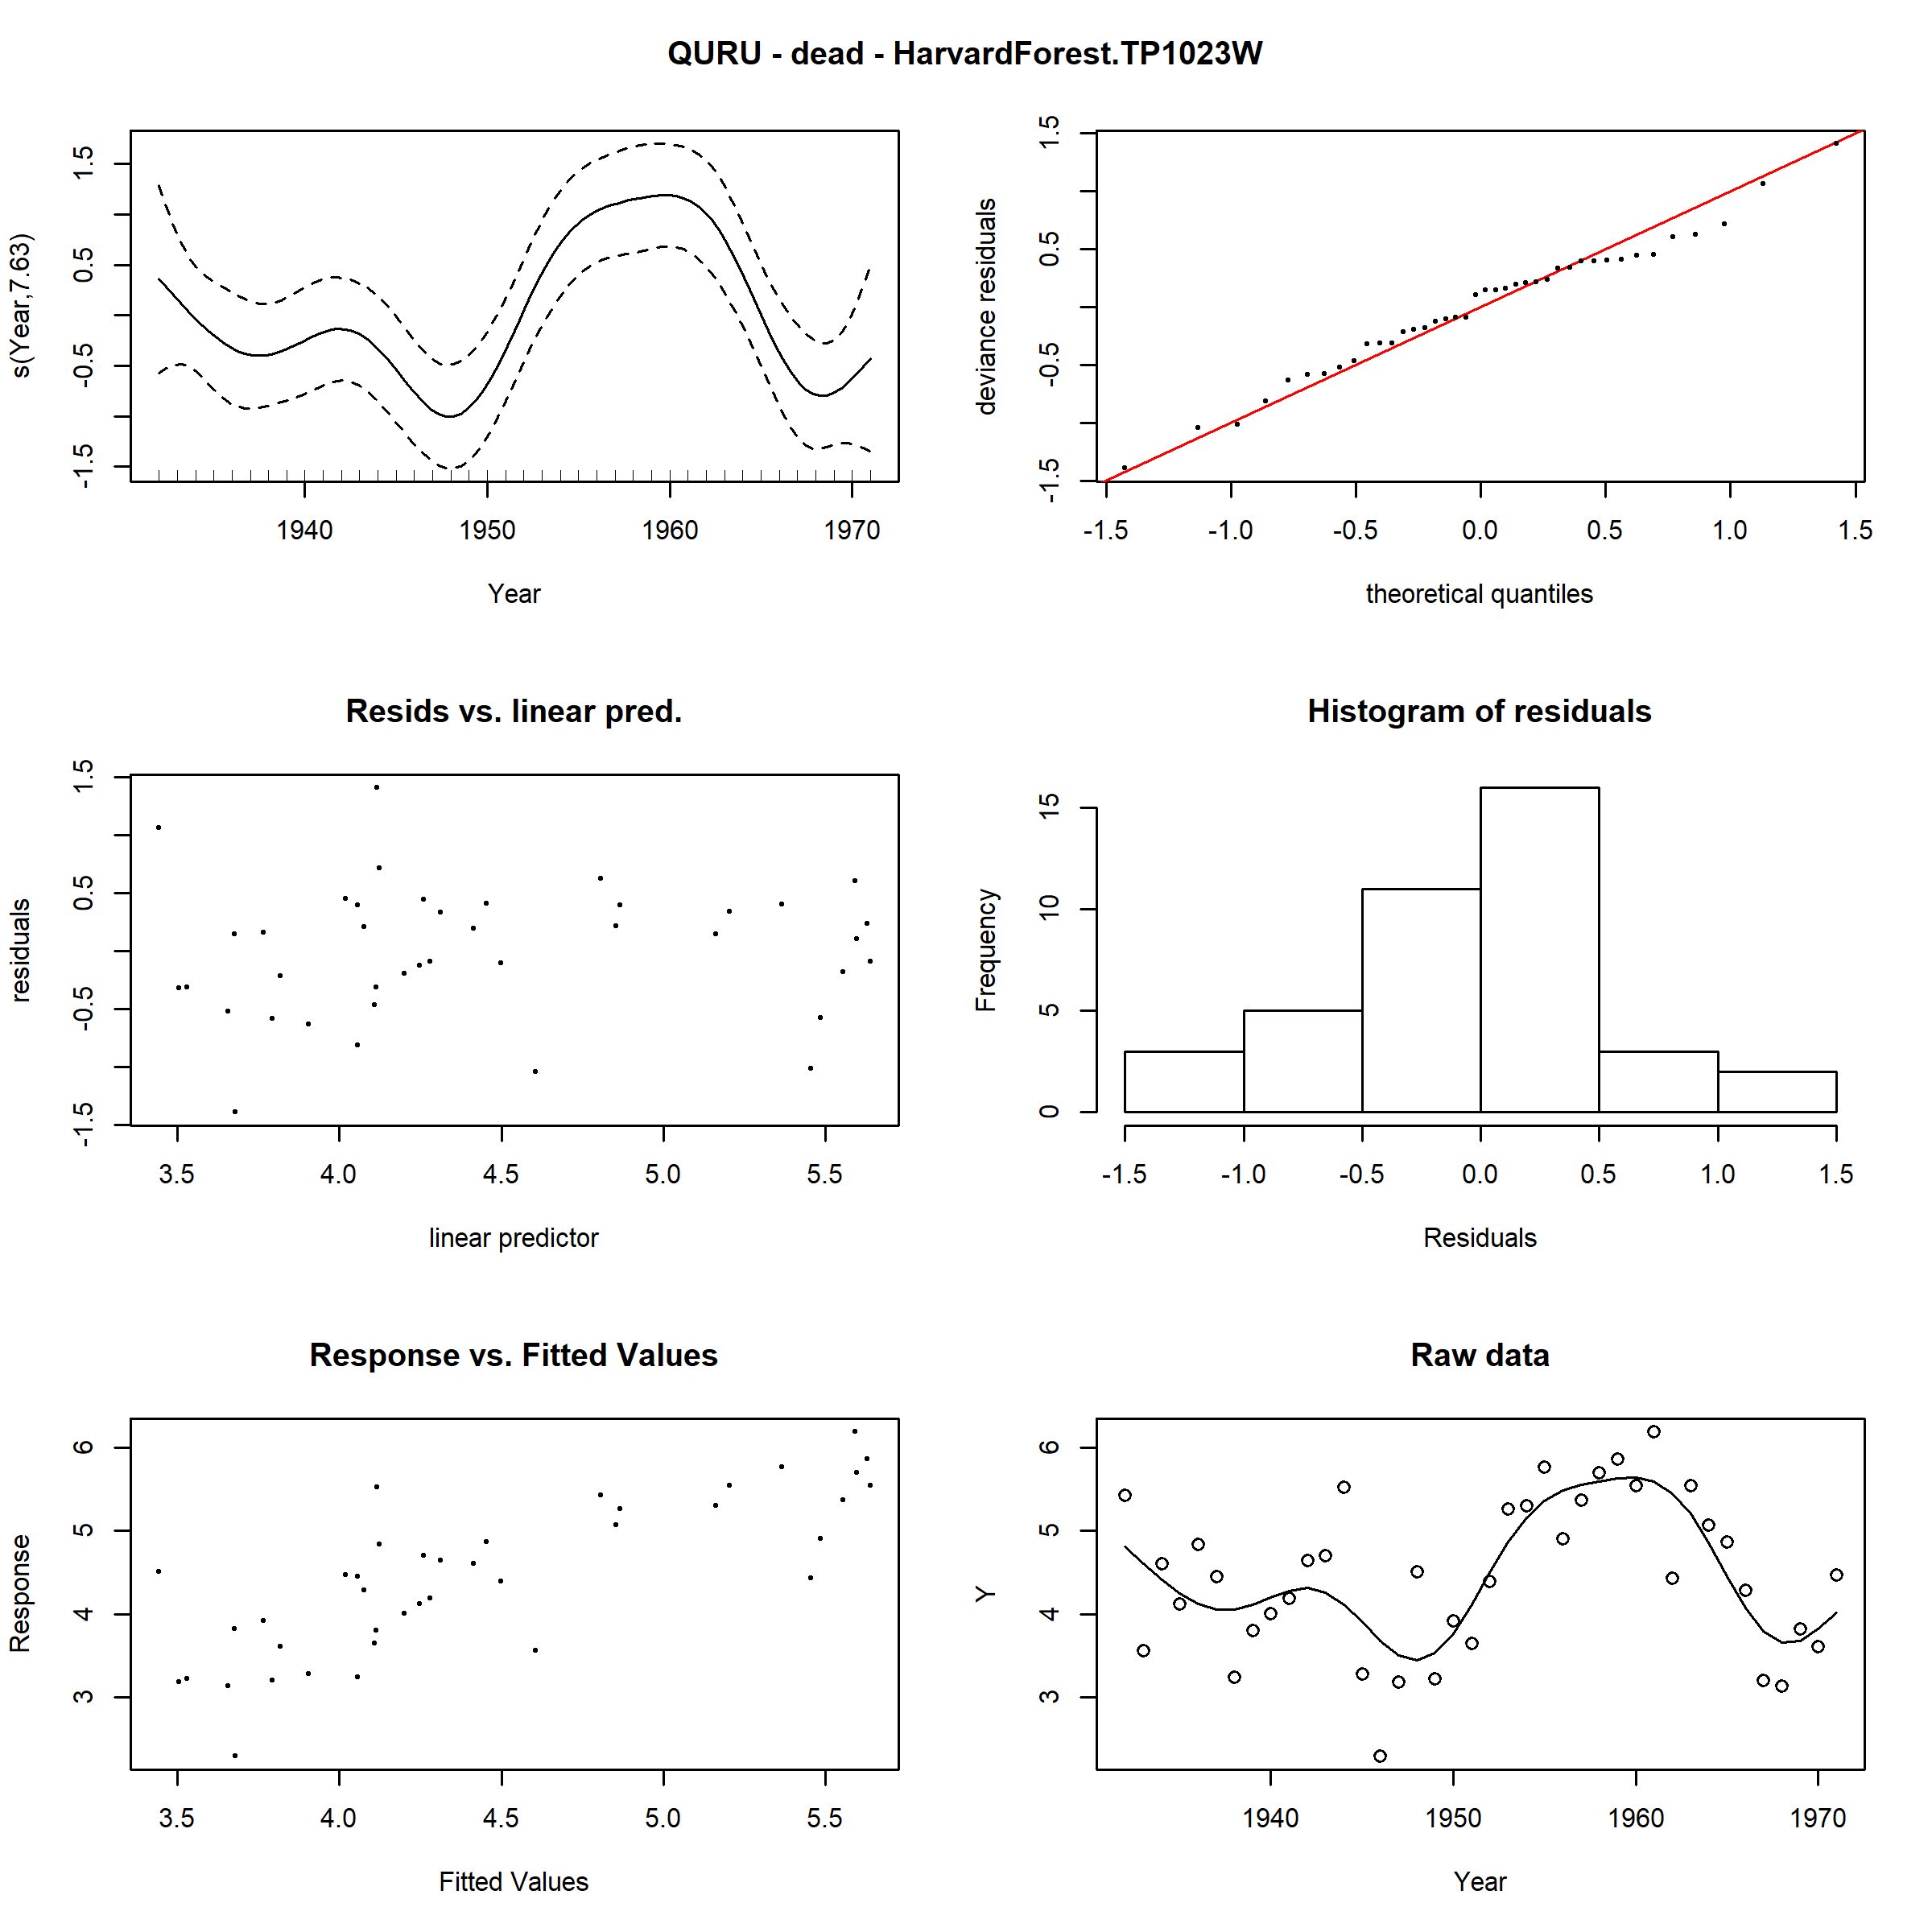 QURU - dead - HarvardForest.TP1023W
s(Year,7.63)
1.5
0.5
-0.5
-1.5
1940 1950 1960 1970
Year
deviance residuals
1.5
0.5
-0.5
-1.5
-1.5 -1.0 -0.5 0.0 0.5 1.0 1.5
theoretical quantiles
Resids vs. linear pred.
residuals
1.5
0.5
-0.5
-1.5
3.5 4.0 4.5 5.0 5.5
linear predictor
Histogram of residuals
Frequency
15
10
5
0
-1.5 -1.0 -0.5 0.0 0.5 1.0 1.5
Residuals
Response vs. Fitted Values
Response
6
5
4
3
3.5 4.0 4.5 5.0 5.5
Fitted Values
Raw data
Y
6
5
4
3
1940 1950 1960 1970
Year